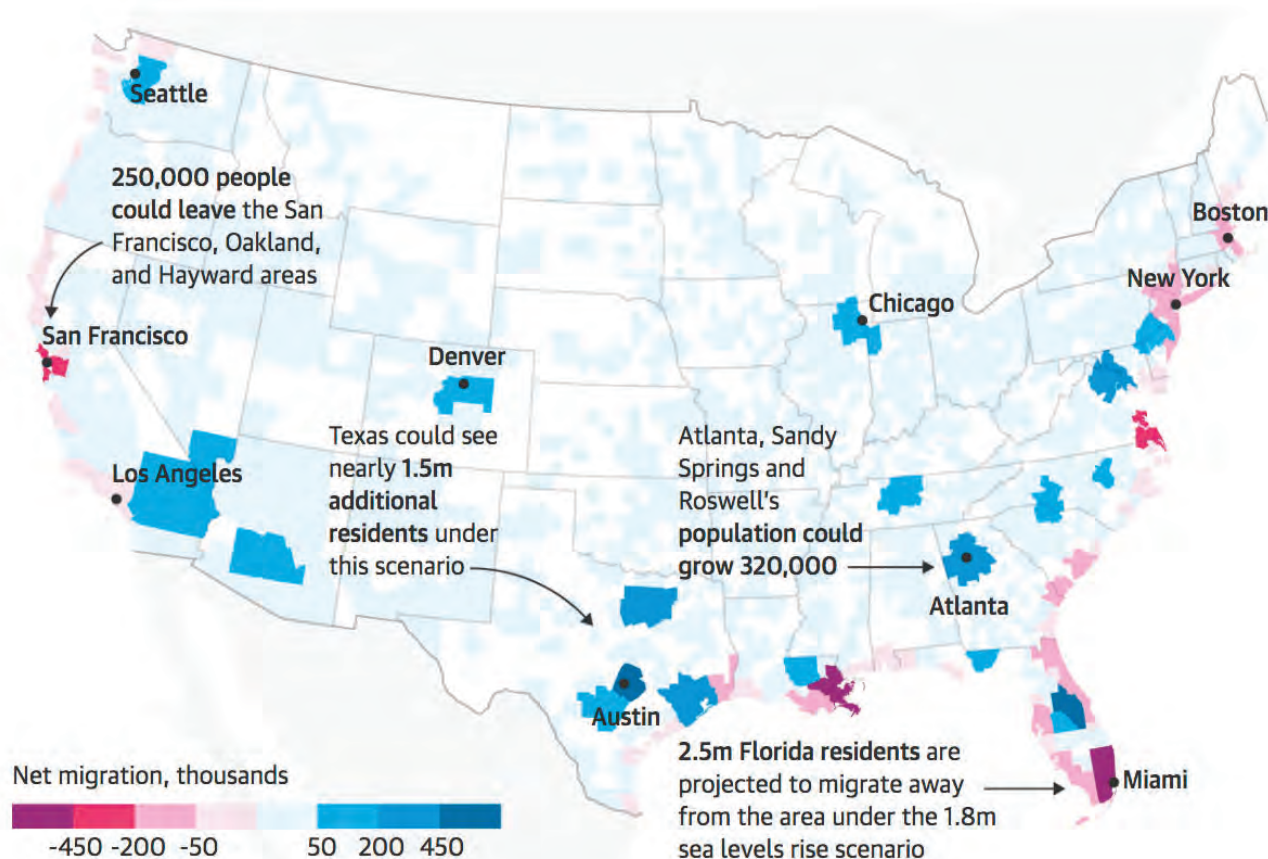 Seattle
250,000 people
could leave the San
Francisco, Oakland,
and Hayward areas
Boston
New York
Chicago
San Francisco
Denver
Texas could see
nearly 1.5m
additional
residents under
this scenario
Atlanta, Sandy
Springs and
Roswell's
population could
grow 320,000
Los Angeles
Atlanta
Austin
2.5m Florida residents are
projected to migrate away
from the area under the 1.8m
sea levels rise scenario
Miami
Net migration, thousands
-450 -200 -50 50 200 450